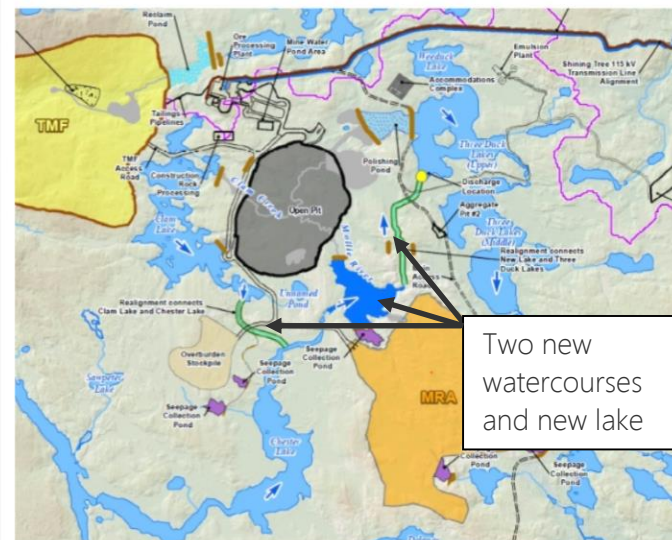 Reclaim
Pond
Ore
Processing
Plant
Mine Water
Pond Area
Weeduck
Lake
Emulsion
Plant
Shining Tree 115 kV
Transmission Line
Alignment
Accommodations
Complex
TMF
Tailings
Pipelines
Three Duck
Lakes
(Upper)
Polishing
Pond
TMF
Access
Road
Construction
Rock
Processing
Clam Creek
Open Pit
Discharge
Location
Aggregate
Pit #2
Clam
Lake
Three
Duck Lakes
(Middle)
Realignment connects
New Lake and Three
Duck Lakes
Access
Road
Unnamed
Pond
Realignment connects
Clam Lake and Chester Lake
Two new
watercourses
and new lake
Overburden
Stockpile
Seepage
Collection
Pond
Seepage
Collection
Pond
MRA
Seepage
Collection
Pond
Chester
Lake
Collection
Pond
Seepage
Collection
Pond